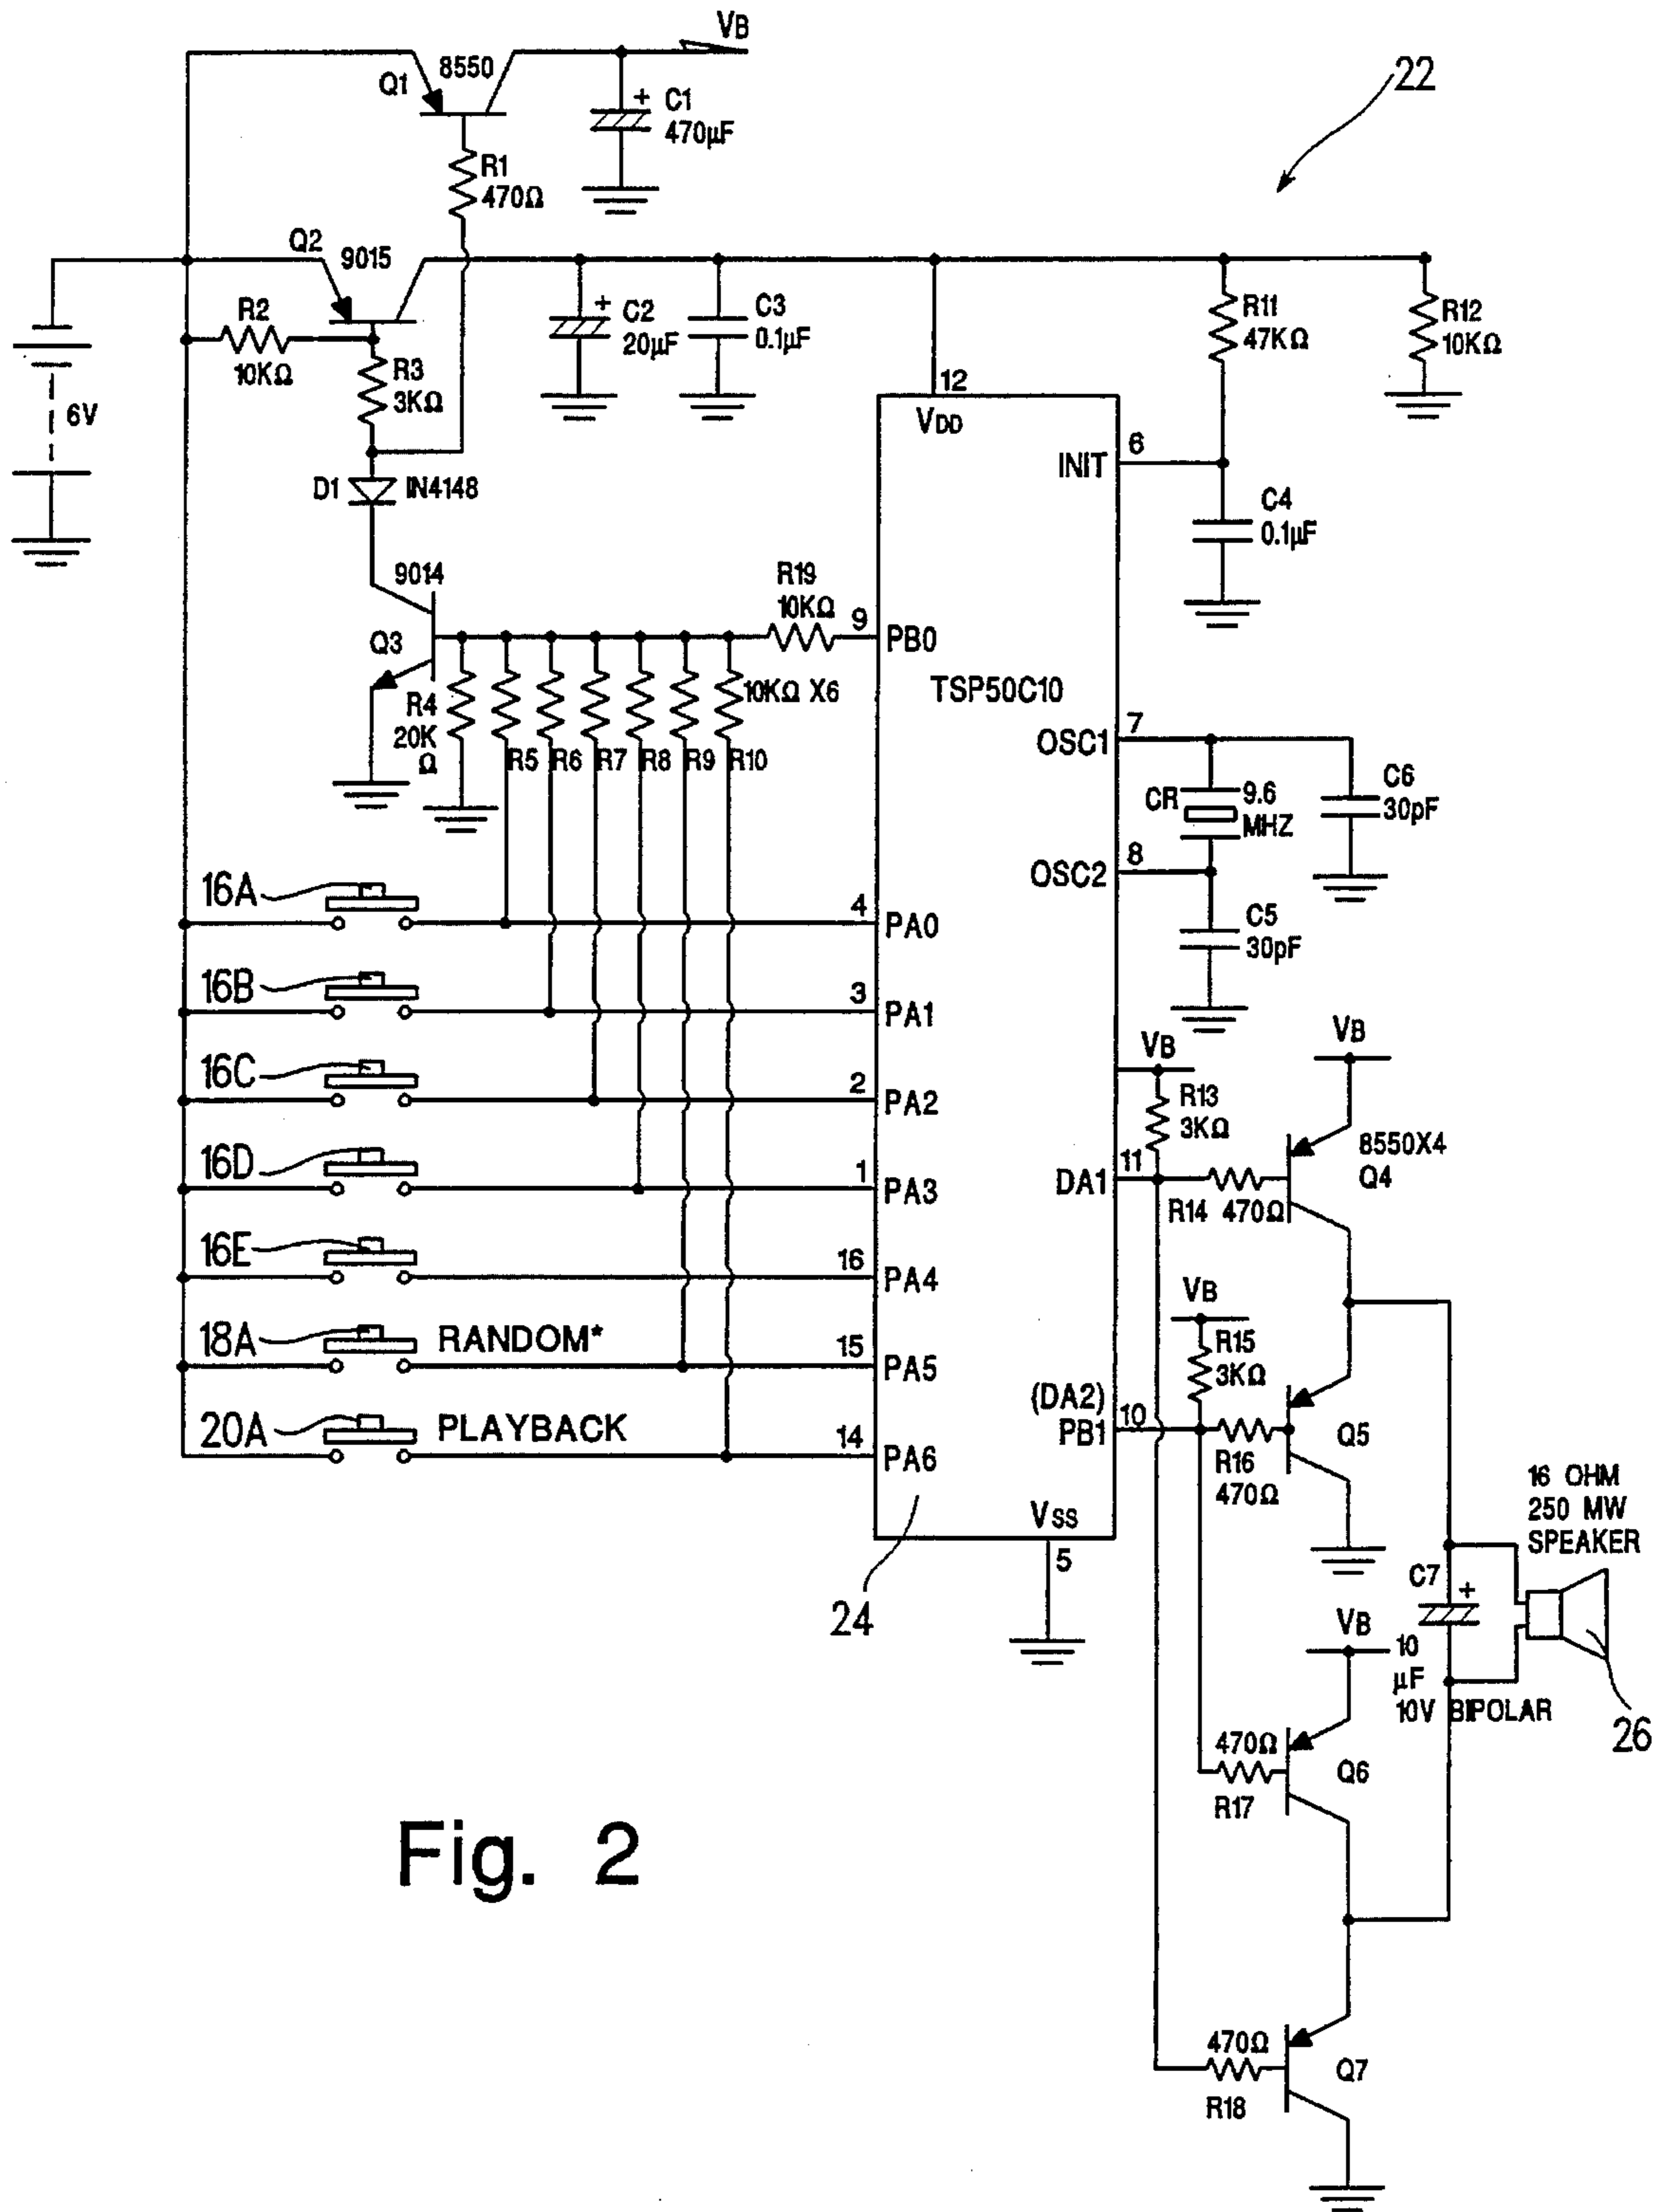 VB
Q1
8550
C1
470µF
R1
470Ω
22
Q2
9015
R2
10KΩ
R3
3KΩ
C2
20µF
C3
0.1µF
R11
47KΩ
R12
10KΩ
6V
12
VDD
INIT
6
D1
IN4148
C4
0.1µF
9014
Q3
R19
10KΩ
9
PB0
TSP50C10
R4
20K
Ω
10KΩ X6
R5
R6
R7
R8
R9
R10
OSC1
7
CR
9.6
MHZ
C6
30pF
OSC2
8
C5
30pF
16A
4
PA0
16B
3
PA1
16C
2
PA2
16D
1
PA3
16E
16
PA4
18A
RANDOM*
15
PA5
20A
PLAYBACK
14
PA6
VB
R13
3KΩ
VB
8550X4
Q4
DA1
11
R14 470Ω
VB
R15
3KΩ
(DA2)
PB1
10
R16
470Ω
Q5
VSS
5
24
16 OHM
250 MW
SPEAKER
C7
+
10
µF
10V BIPOLAR
26
VB
470Ω
R17
Q6
470Ω
R18
Q7
Fig. 2